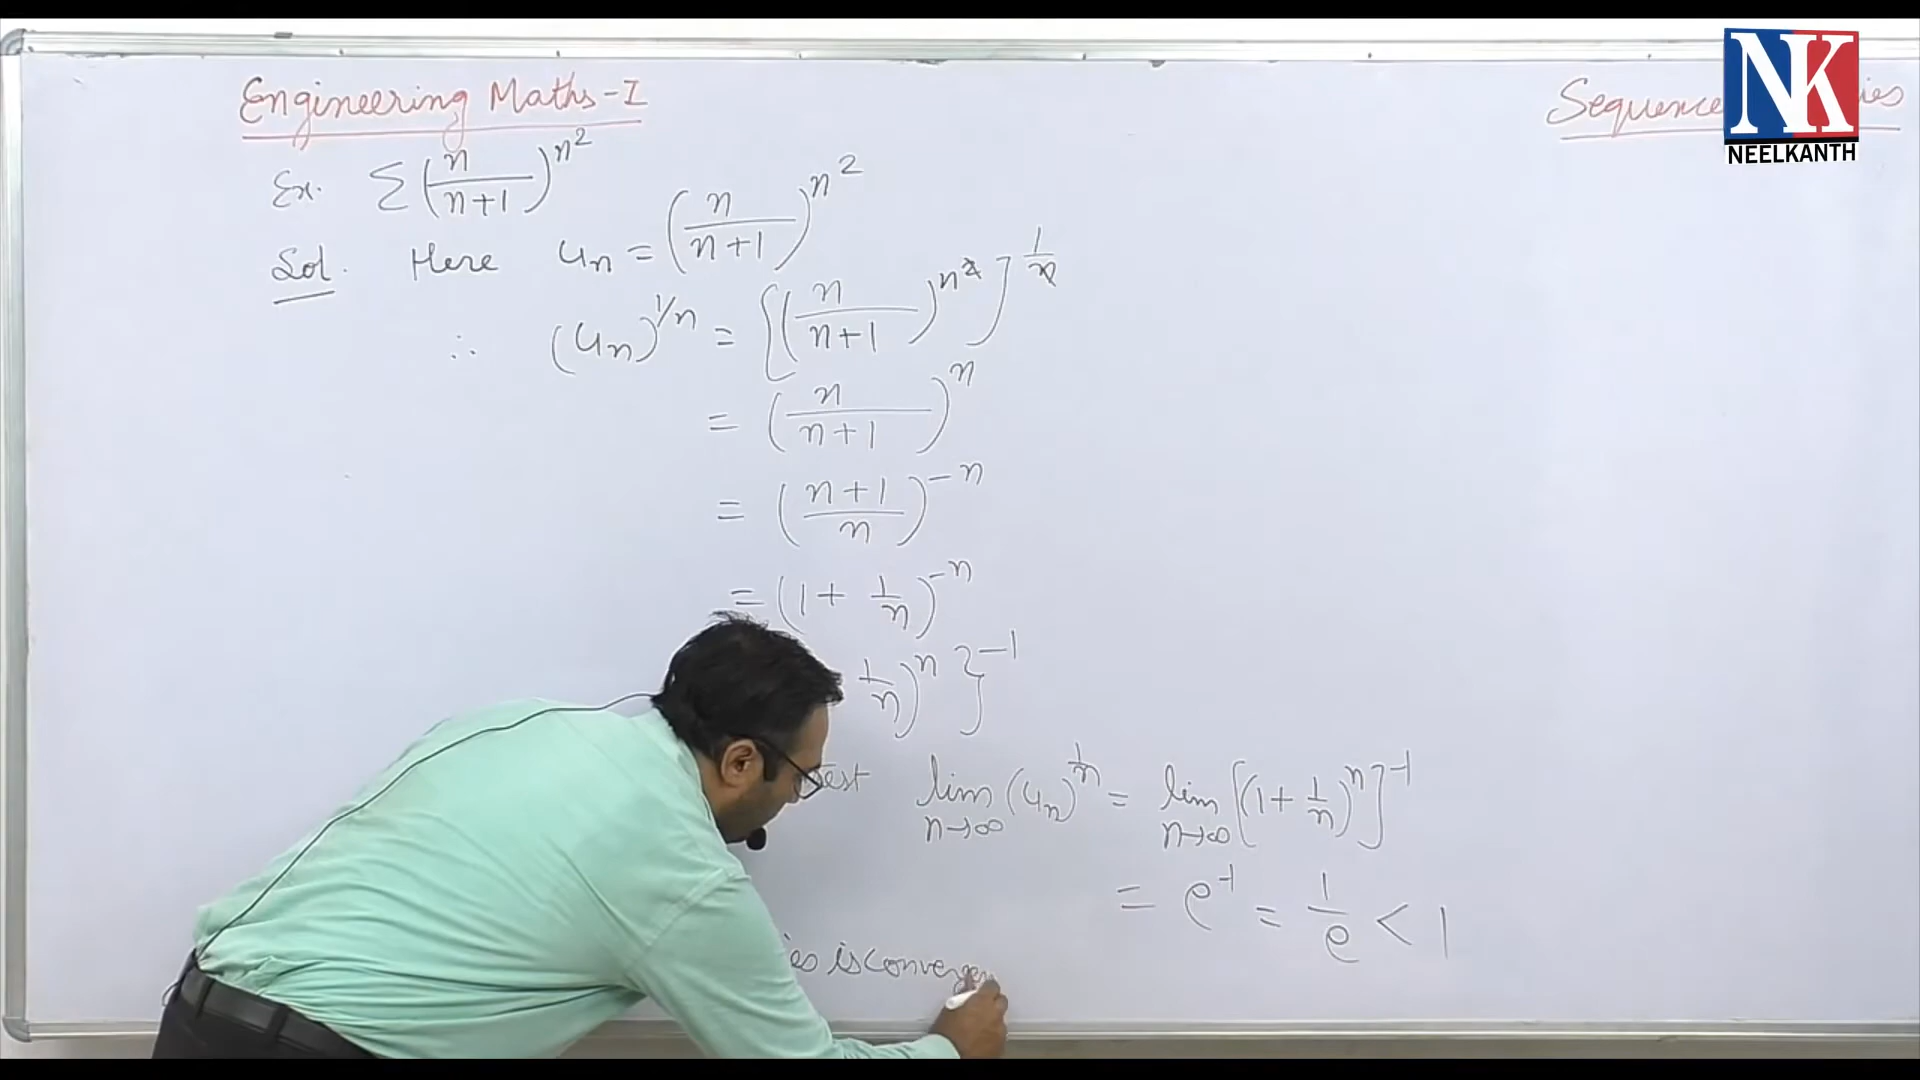 Engineering Maths-I
Sequence
NK
NEELKANTH
Ex. Σ(n/(n+1))^n²
Sol. Here uₙ = (n/(n+1))^n²
∴ (uₙ)^1/n = {(n/(n+1))^n²}^1/n
= (n/(n+1))^n
= ((n+1)/n)^-n
= (1 + 1/n)^-n
1/n)^n}^-1
lim n→∞ (uₙ)^1/n = lim n→∞ [(1 + 1/n)^n]^-1
= e^-1 = 1/e < 1
is